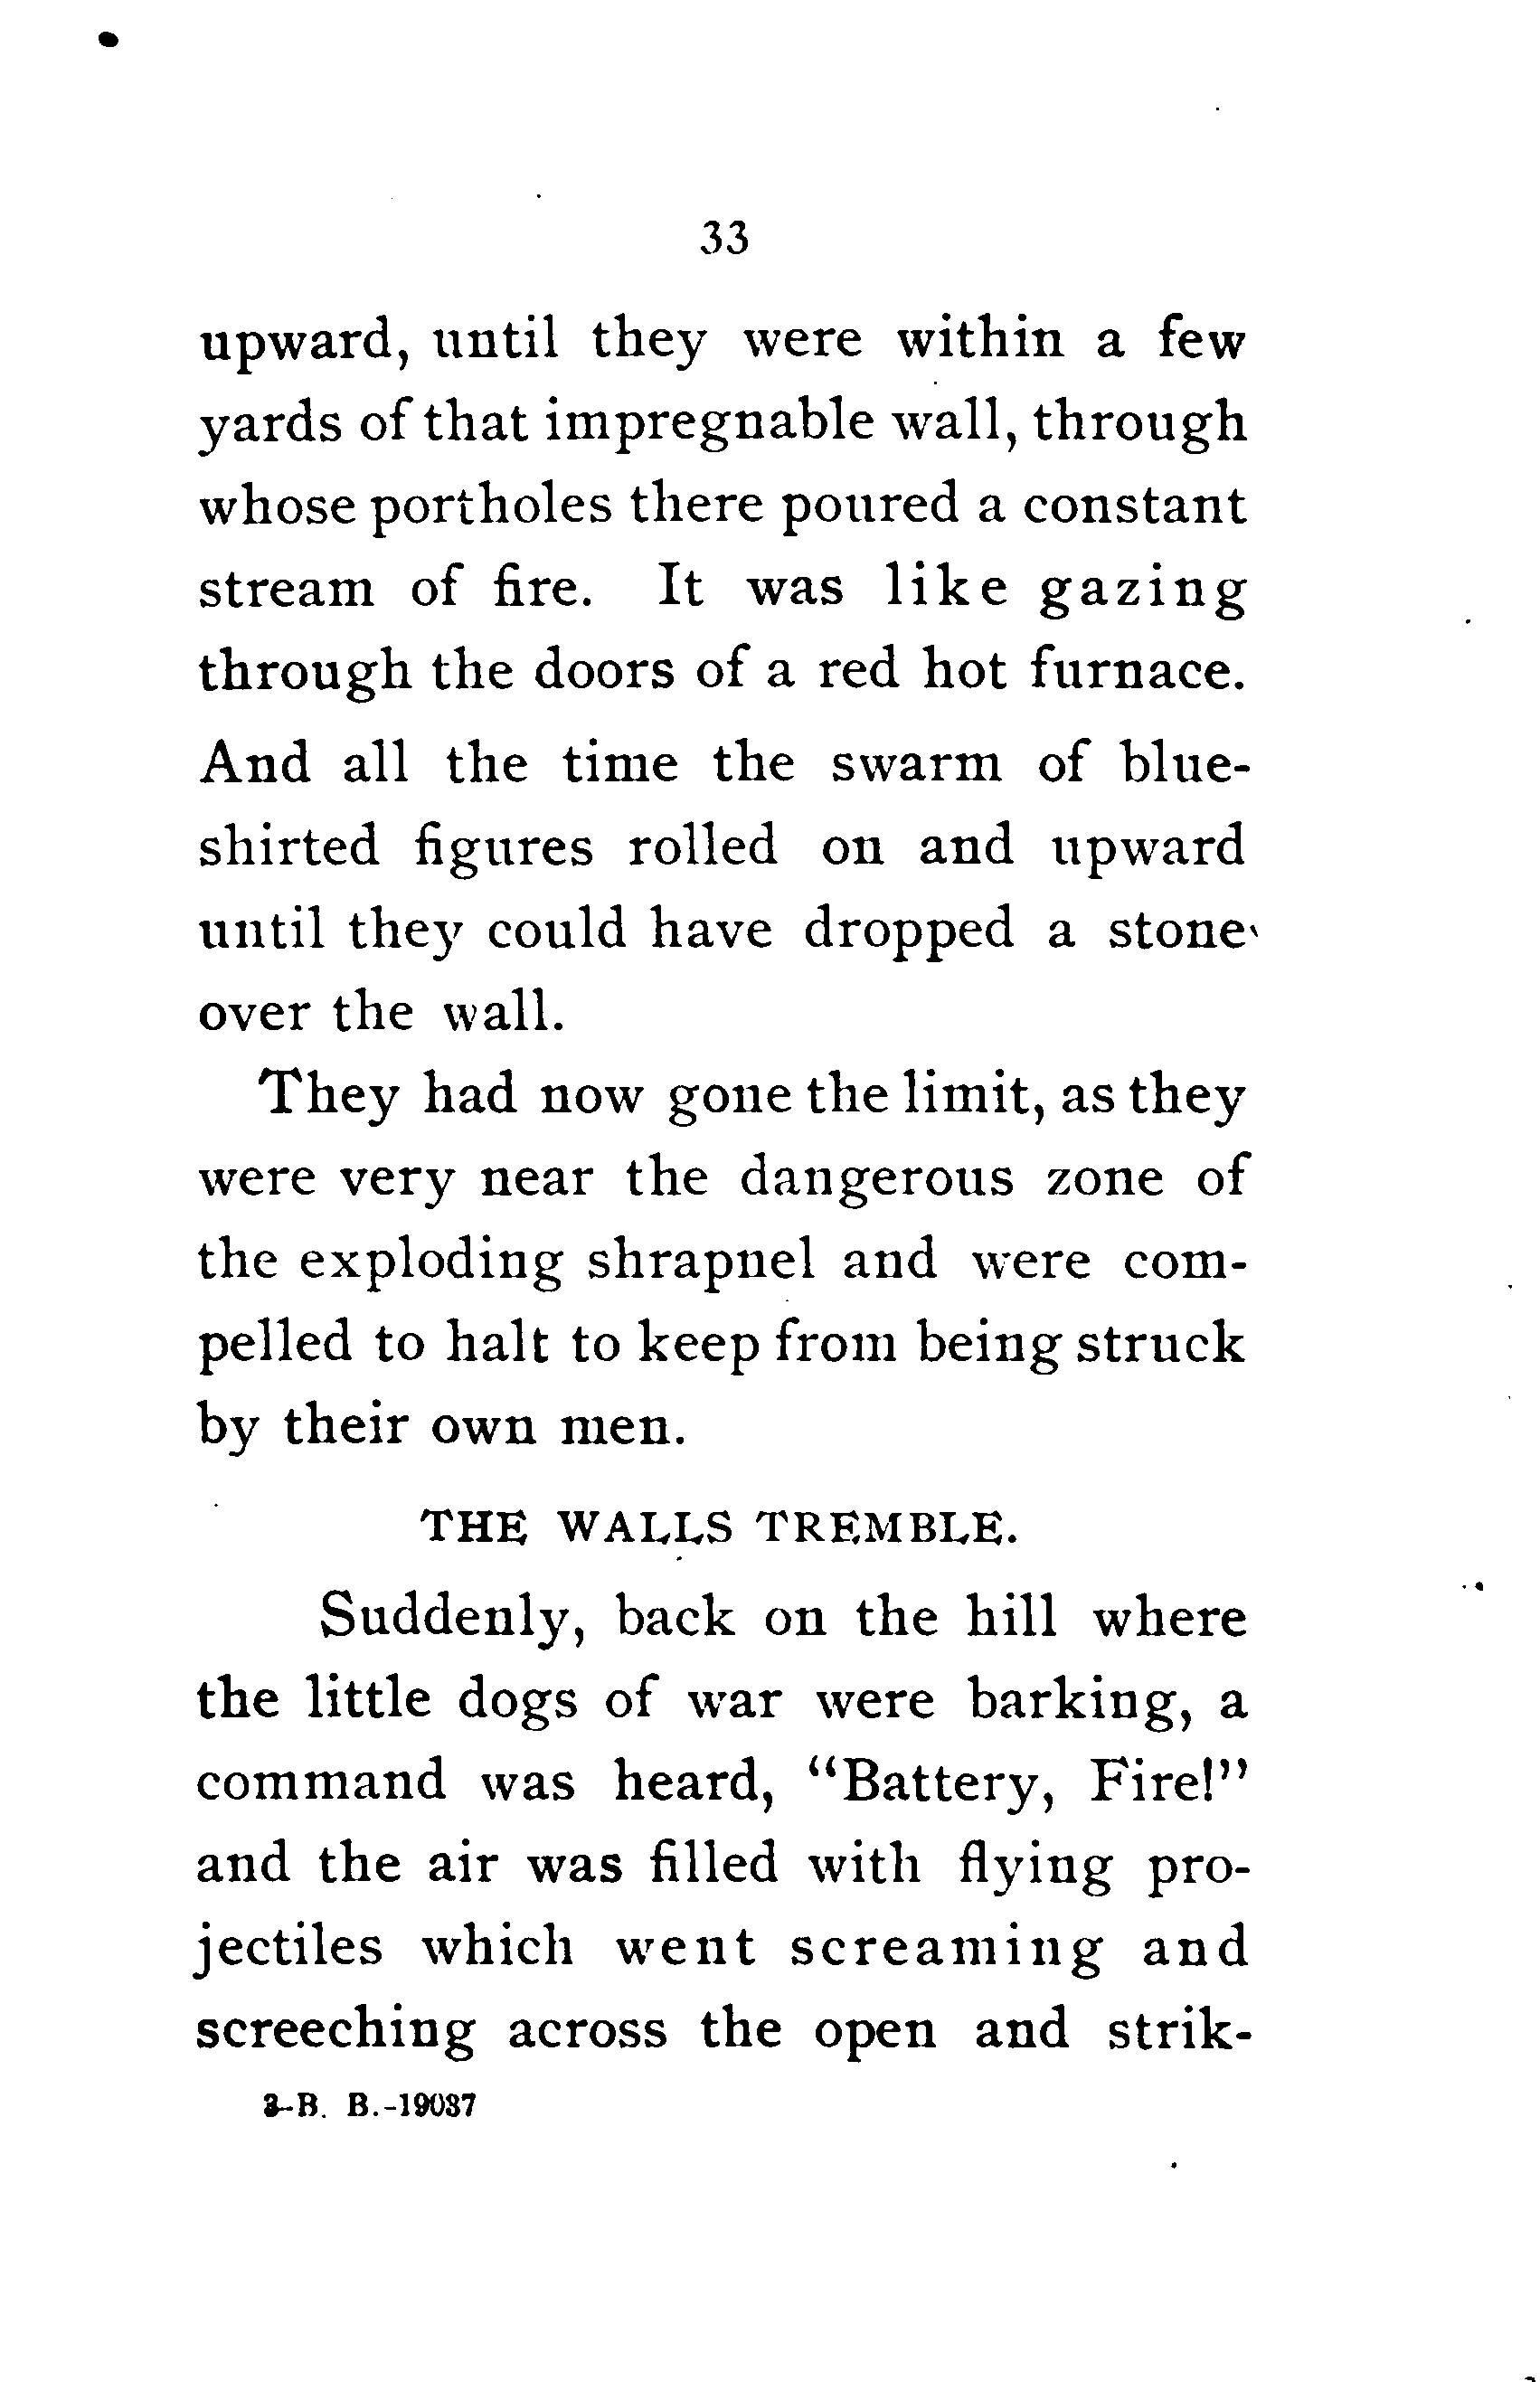 33
upward, until they were within a few
yards of that impregnable wall, through
whose portholes there poured a constant
stream of fire. It was like gazing
through the doors of a red hot furnace.
And all the time the swarm of blue-
shirted figures rolled on and upward
until they could have dropped a stone
over the wall.
They had now gone the limit, as they
were very near the dangerous zone of
the exploding shrapnel and were com-
pelled to halt to keep from being struck
by their own men.
THE WALLS TREMBLE.
Suddenly, back on the hill where
the little dogs of war were barking, a
command was heard, "Battery, Fire!"
and the air was filled with flying pro-
jectiles which went screaming and
screeching across the open and strik-
3-B. B.-19037